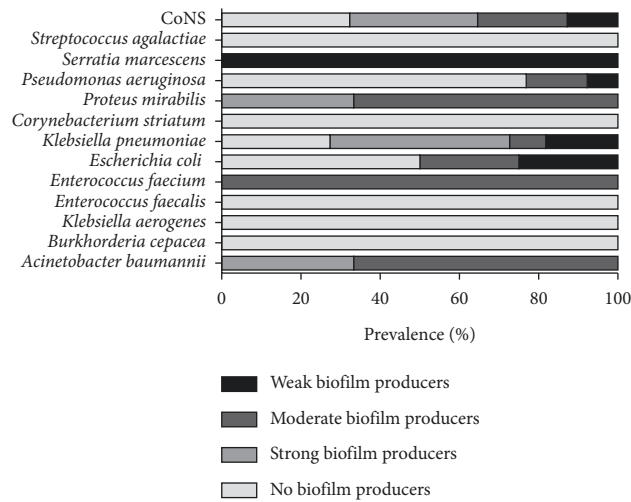 CoNS
Streptococcus agalactiae
Serratia marcescens
Pseudomonas aeruginosa
Proteus mirabilis
Corynebacterium striatum
Klebsiella pneumoniae
Escherichia coli
Enterococcus faecium
Enterococcus faecalis
Klebsiella aerogenes
Burkhorderia cepacea
Acinetobacter baumannii
0 20 40 60 80 100
Prevalence (%)
Weak biofilm producers
Moderate biofilm producers
Strong biofilm producers
No biofilm producers